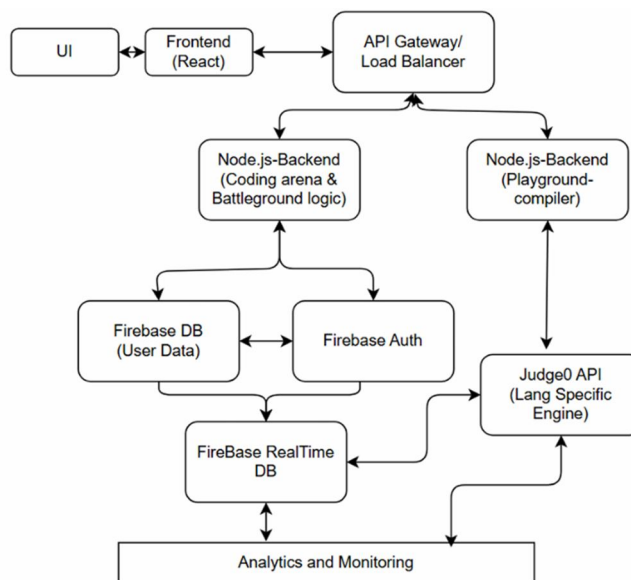 UI
Frontend
(React)
API Gateway/
Load Balancer
Node.js-Backend
(Coding arena &
Battleground logic)
Node.js-Backend
(Playground-
compiler)
Firebase DB
(User Data)
Firebase Auth
Judge0 API
(Lang Specific
Engine)
FireBase RealTime
DB
Analytics and Monitoring